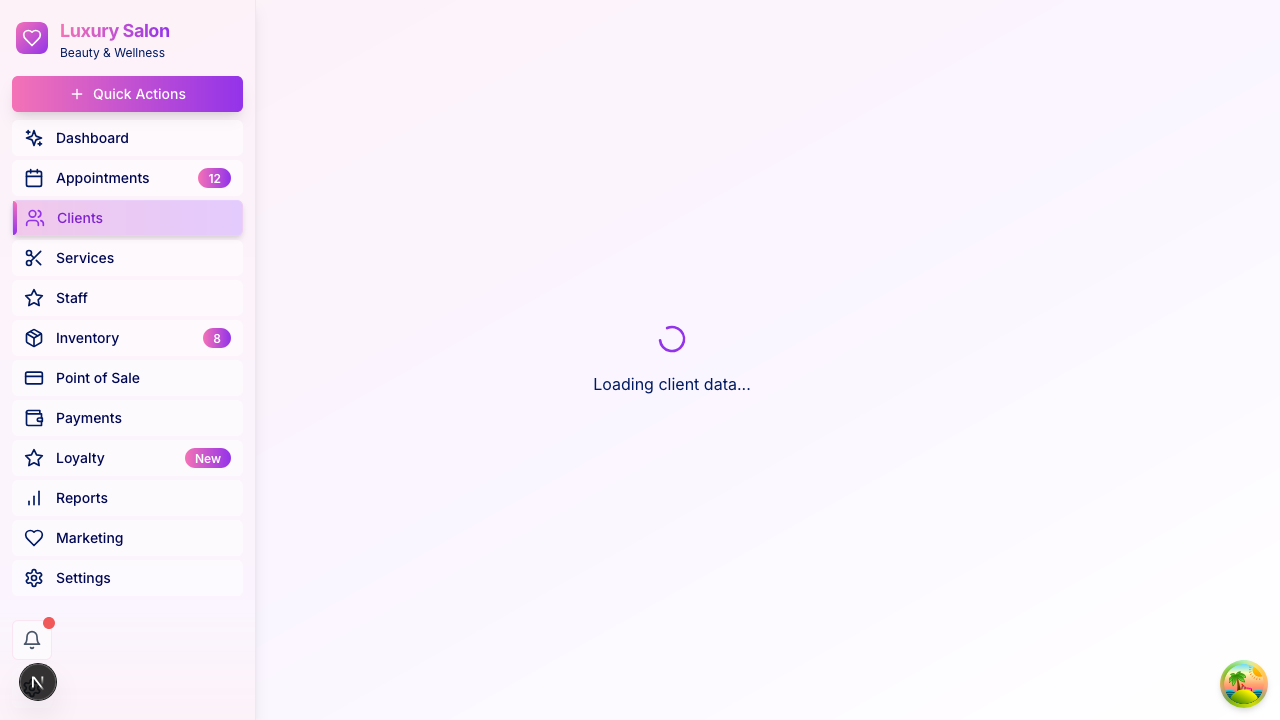 Luxury Salon
Beauty & Wellness
Quick Actions
Dashboard
Appointments 12
Clients
Services
Staff
Inventory 8
Point of Sale
Payments
Loyalty New
Reports
Marketing
Settings
N
Loading client data...